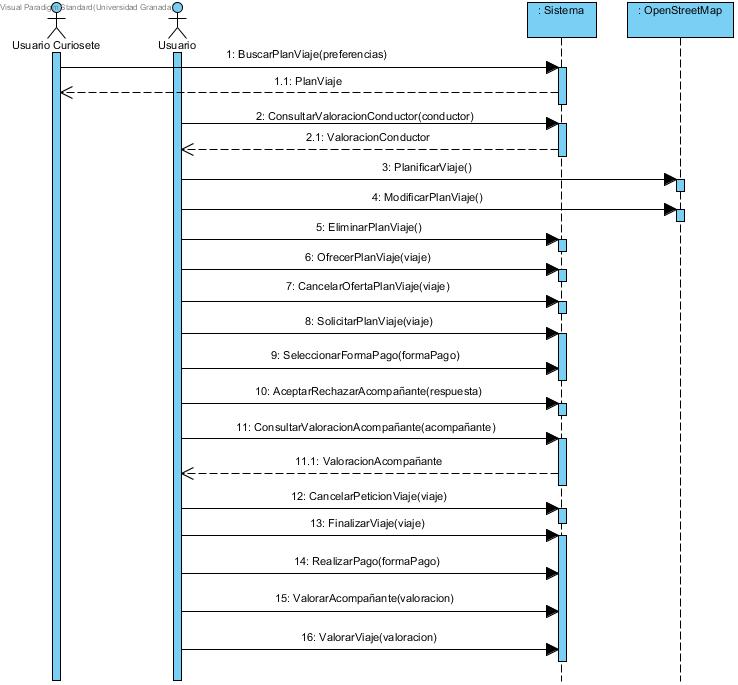 Visual Paradigm Standard(Universidad Granada)
: Sistema
: OpenStreetMap
Usuario Curiosete
Usuario
1: BuscarPlanViaje(preferencias)
1.1: PlanViaje
2: ConsultarValoracionConductor(conductor)
2.1: ValoracionConductor
3: PlanificarViaje()
4: ModificarPlanViaje()
5: EliminarPlanViaje()
6: OfrecerPlanViaje(viaje)
7: CancelarOfertaPlanViaje(viaje)
8: SolicitarPlanViaje(viaje)
9: SeleccionarFormaPago(formaPago)
10: AceptarRechazarAcompañante(respuesta)
11: ConsultarValoracionAcompañante(acompañante)
11.1: ValoracionAcompañante
12: CancelarPeticionViaje(viaje)
13: FinalizarViaje(viaje)
14: RealizarPago(formaPago)
15: ValorarAcompañante(valoracion)
16: ValorarViaje(valoracion)